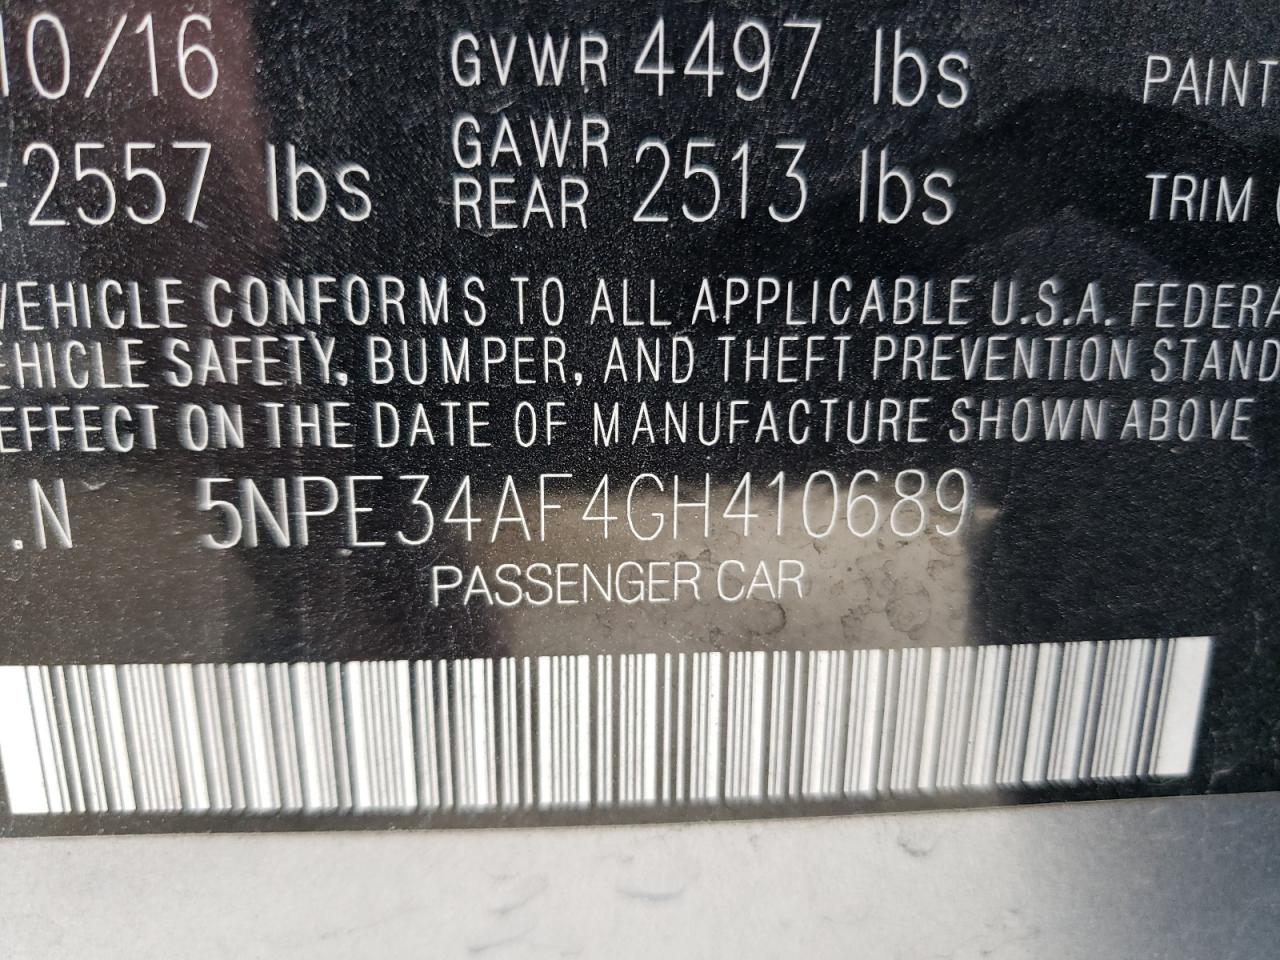 10/16 GVWR 4497 lbs PAINT
2557 lbs GAWR REAR 2513 lbs TRIM
VEHICLE CONFORMS TO ALL APPLICABLE U.S.A. FEDERA
EHICLE SAFETY, BUMPER, AND THEFT PREVENTION STAND
EFFECT ON THE DATE OF MANUFACTURE SHOWN ABOVE
.N 5NPE34AF4GH410689
PASSENGER CAR